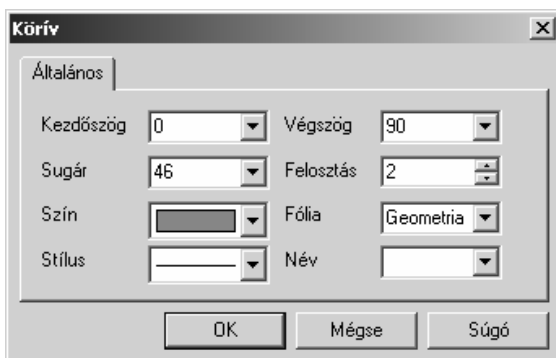 Körív
Általános
Kezdőszög 0 Végszög 90
Sugár 46 Felosztás 2
Szín Fólia Geometria
Stílus Név
OK Mégse Súgó